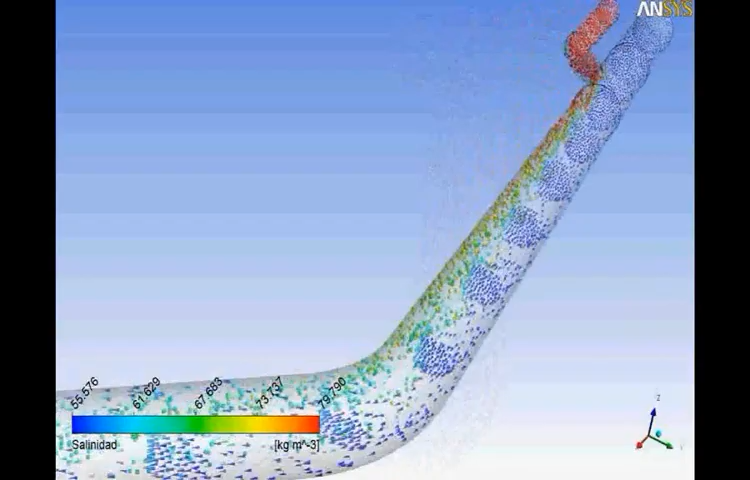 ANSYS
55.576
61.629
67.683
73.737
79.790
Salinidad [kg m^-3]
Z
Y